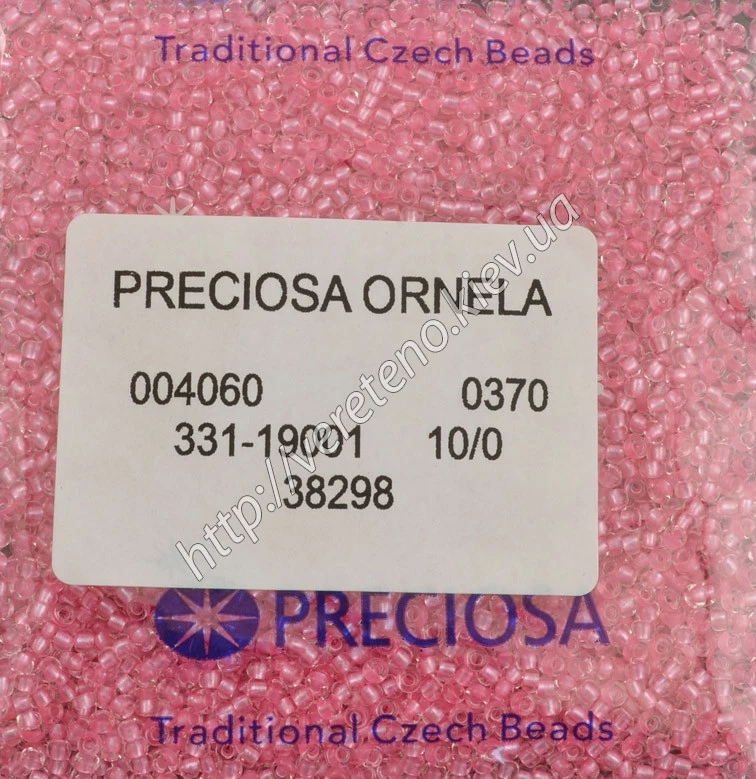 Traditional Czech Beads
PRECIOSA ORNELA
004060 0370
331-19001 10/0
38298
http://vereteno.kiev.ua
PRECIOSA
Traditional Czech Beads